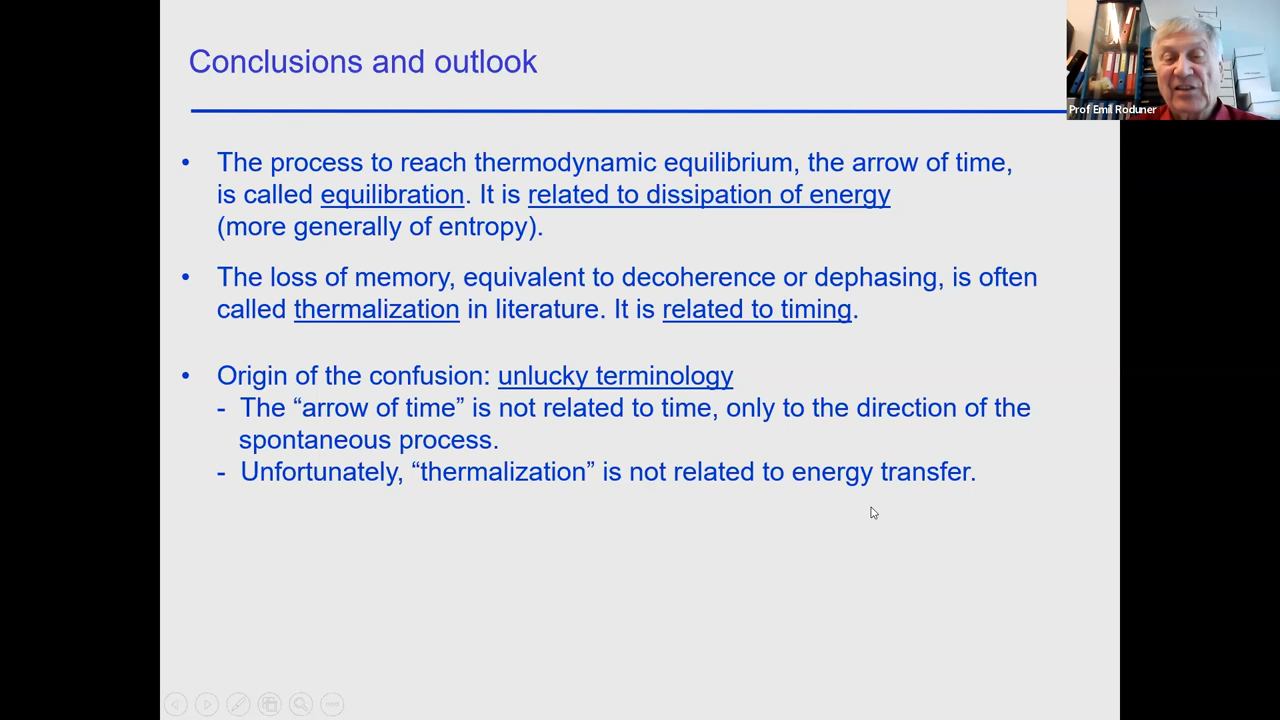 Conclusions and outlook
Prof Emil Roduner
• The process to reach thermodynamic equilibrium, the arrow of time,
is called equilibration. It is related to dissipation of energy
(more generally of entropy).
• The loss of memory, equivalent to decoherence or dephasing, is often
called thermalization in literature. It is related to timing.
• Origin of the confusion: unlucky terminology
- The “arrow of time” is not related to time, only to the direction of the
spontaneous process.
- Unfortunately, “thermalization” is not related to energy transfer.